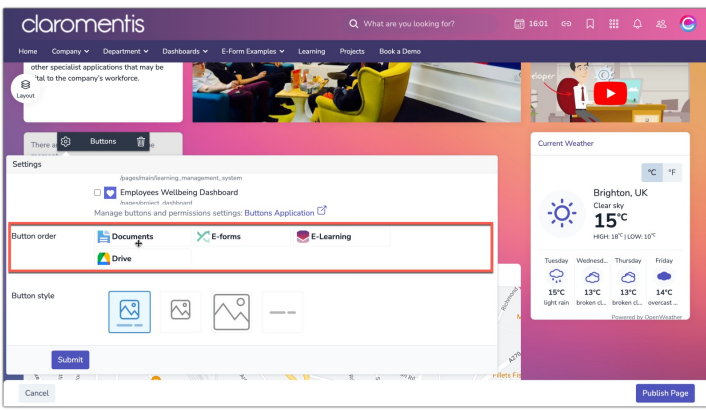 claromentis
What are you looking for?
16:01
Home Company Department Dashboards E-Form Examples Learning Projects Book a Demo
other specialist applications that may be
vital to the company's workforce.
Layout
There a
Buttons
Settings
/pages/main/learning_management_system
Employees Wellbeing Dashboard
/pages/project_dashboard
Manage buttons and permissions settings: Buttons Application
Button order
Documents E-forms E-Learning
Drive
Button style
Submit
Current Weather
°C °F
Brighton, UK
Clear sky
15°C
HIGH: 18°C | LOW: 10°C
Tuesday Wednesd... Thursday Friday
15°C 13°C 13°C 14°C
light rain broken cl... broken cl... overcast ...
Powered by OpenWeather
Richmond
A270
Cancel
Publish Page